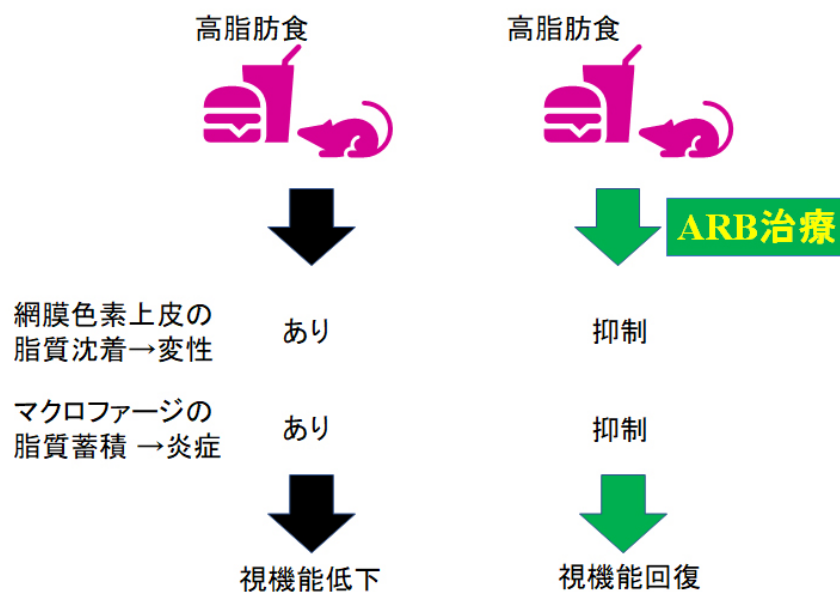 高脂肪食
高脂肪食
ARB治療
網膜色素上皮の
脂質沈着→変性
あり
抑制
マクロファージの
脂質蓄積 →炎症
あり
抑制
視機能低下
視機能回復